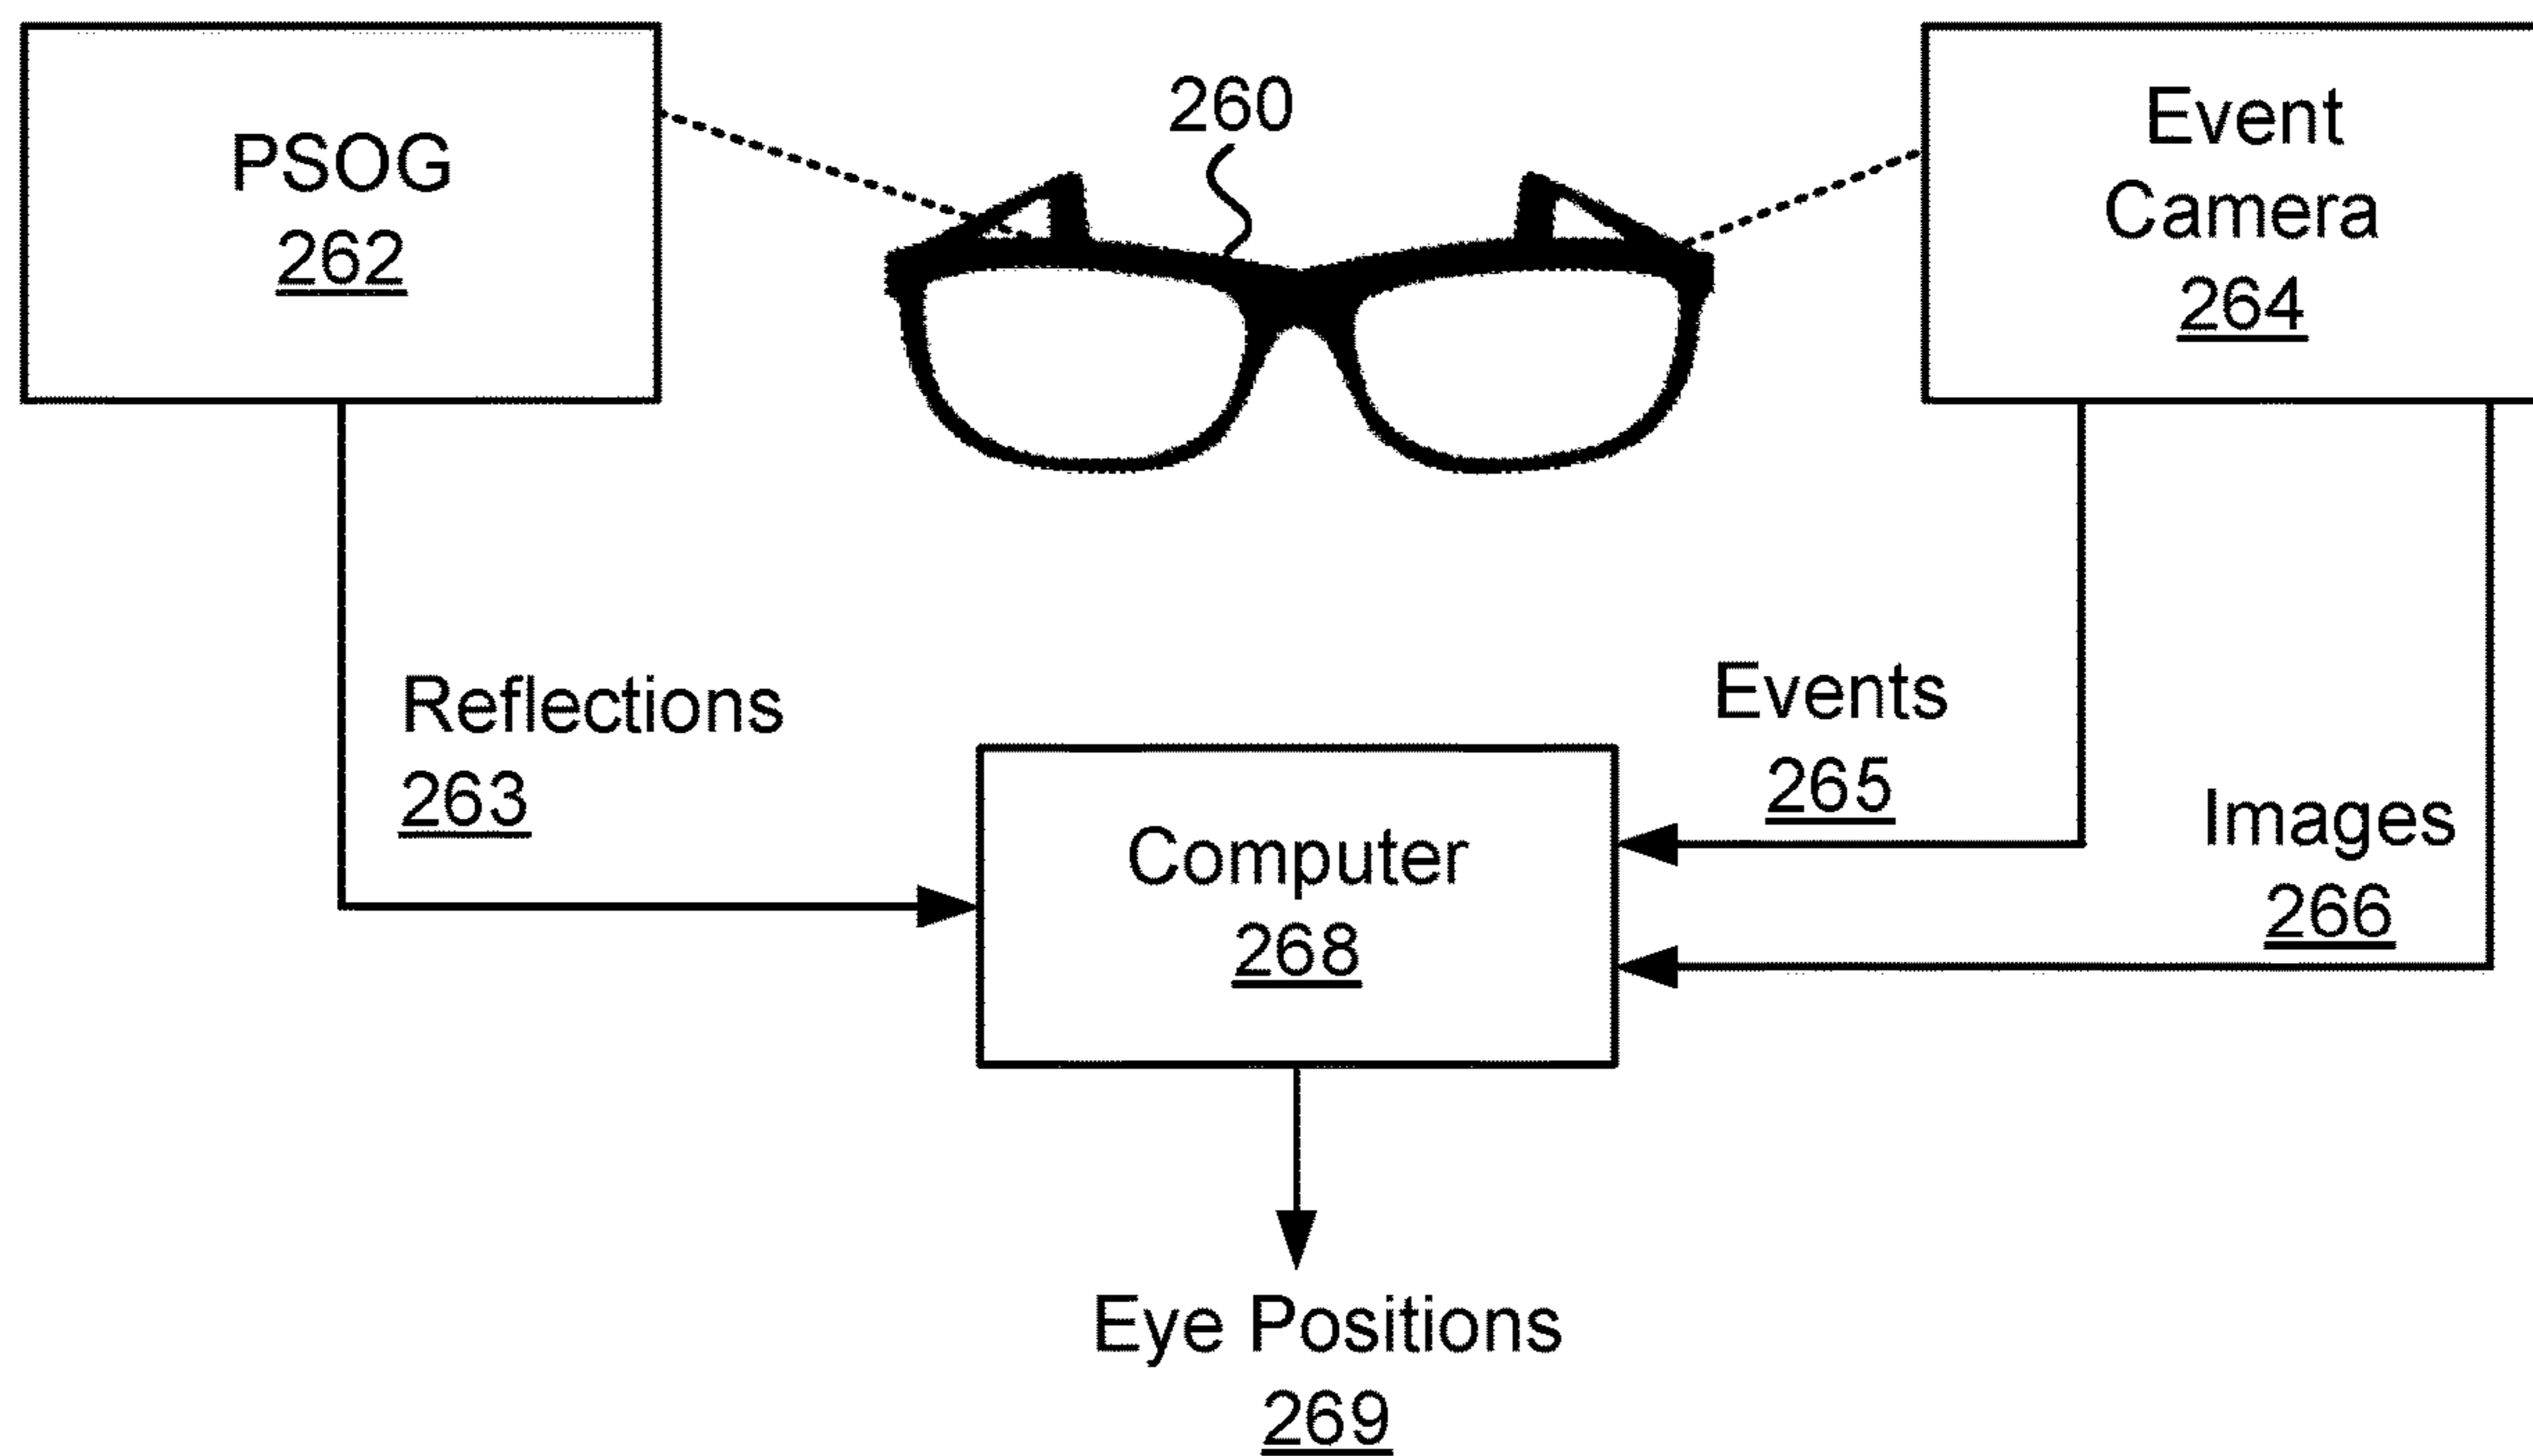 PSOG
262
260
Event
Camera
264
Reflections
263
Events
265
Images
266
Computer
268
Eye Positions
269